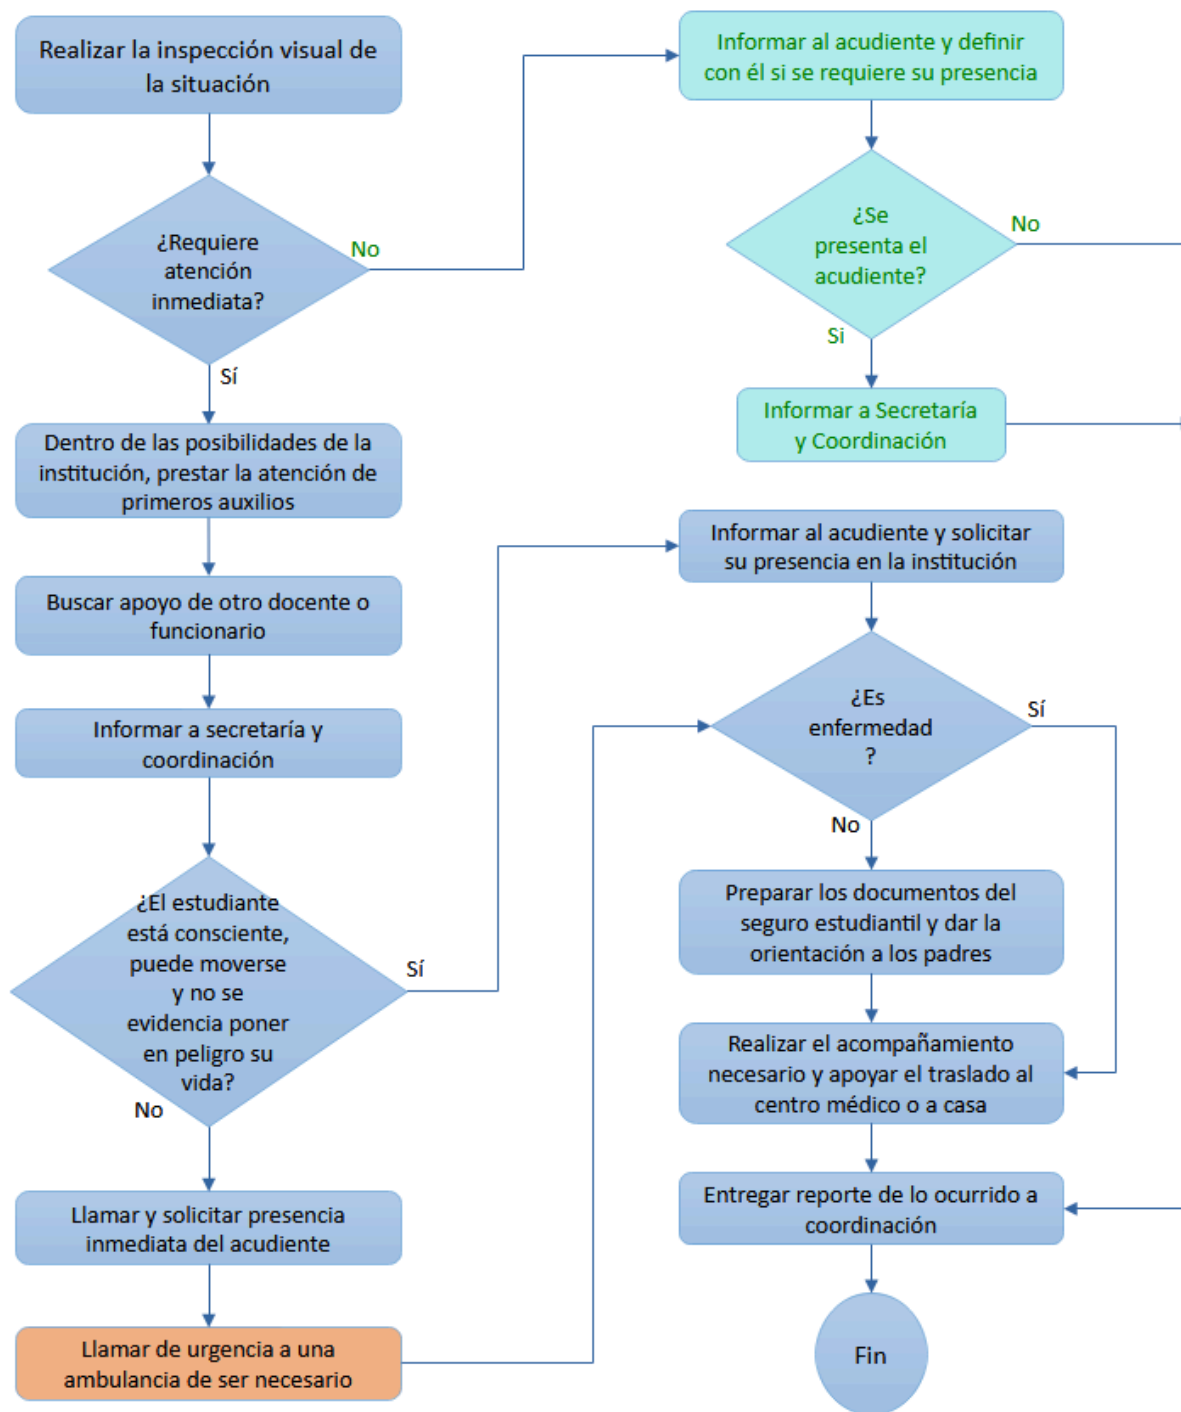 Realizar la inspección visual de
la situación
¿Requiere
atención
inmediata?
No
Sí
Informar al acudiente y definir
con él si se requiere su presencia
¿Se
presenta el
acudiente?
No
Si
Informar a Secretaría
y Coordinación
Dentro de las posibilidades de la
institución, prestar la atención de
primeros auxilios
Buscar apoyo de otro docente o
funcionario
Informar a secretaría y
coordinación
¿El estudiante
está consciente,
puede moverse
y no se
evidencia poner
en peligro su
vida?
Sí
No
Llamar y solicitar presencia
inmediata del acudiente
Llamar de urgencia a una
ambulancia de ser necesario
Informar al acudiente y solicitar
su presencia en la institución
¿Es
enfermedad
?
Sí
No
Preparar los documentos del
seguro estudiantil y dar la
orientación a los padres
Realizar el acompañamiento
necesario y apoyar el traslado al
centro médico o a casa
Entregar reporte de lo ocurrido a
coordinación
Fin